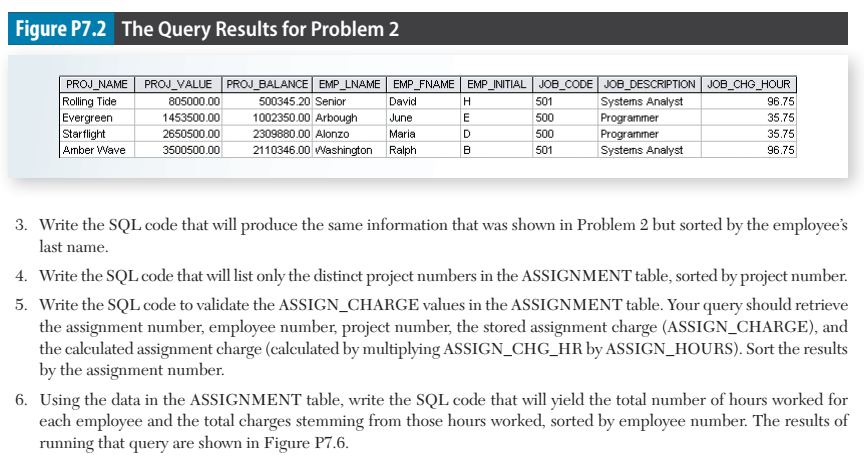 Figure P7.2 The Query Results for Problem 2
PROJ_NAME PROJ_VALUE PROJ_BALANCE EMP_LNAME EMP_FNAME EMP_INITIAL JOB_CODE JOB_DESCRIPTION JOB_CHG_HOUR
Rolling Tide 805000.00 500345.20 Senior David H 501 Systems Analyst 96.75
Evergreen 1453500.00 1002350.00 Arbough June E 500 Programmer 35.75
Starflight 2650500.00 2309880.00 Alonzo Maria D 500 Programmer 35.75
Amber Wave 3500500.00 2110346.00 Washington Ralph B 501 Systems Analyst 96.75
3. Write the SQL code that will produce the same information that was shown in Problem 2 but sorted by the employee's
last name.
4. Write the SQL code that will list only the distinct project numbers in the ASSIGNMENT table, sorted by project number.
5. Write the SQL code to validate the ASSIGN_CHARGE values in the ASSIGNMENT table. Your query should retrieve
the assignment number, employee number, project number, the stored assignment charge (ASSIGN_CHARGE), and
the calculated assignment charge (calculated by multiplying ASSIGN_CHG_HR by ASSIGN_HOURS). Sort the results
by the assignment number.
6. Using the data in the ASSIGNMENT table, write the SQL code that will yield the total number of hours worked for
each employee and the total charges stemming from those hours worked, sorted by employee number. The results of
running that query are shown in Figure P7.6.